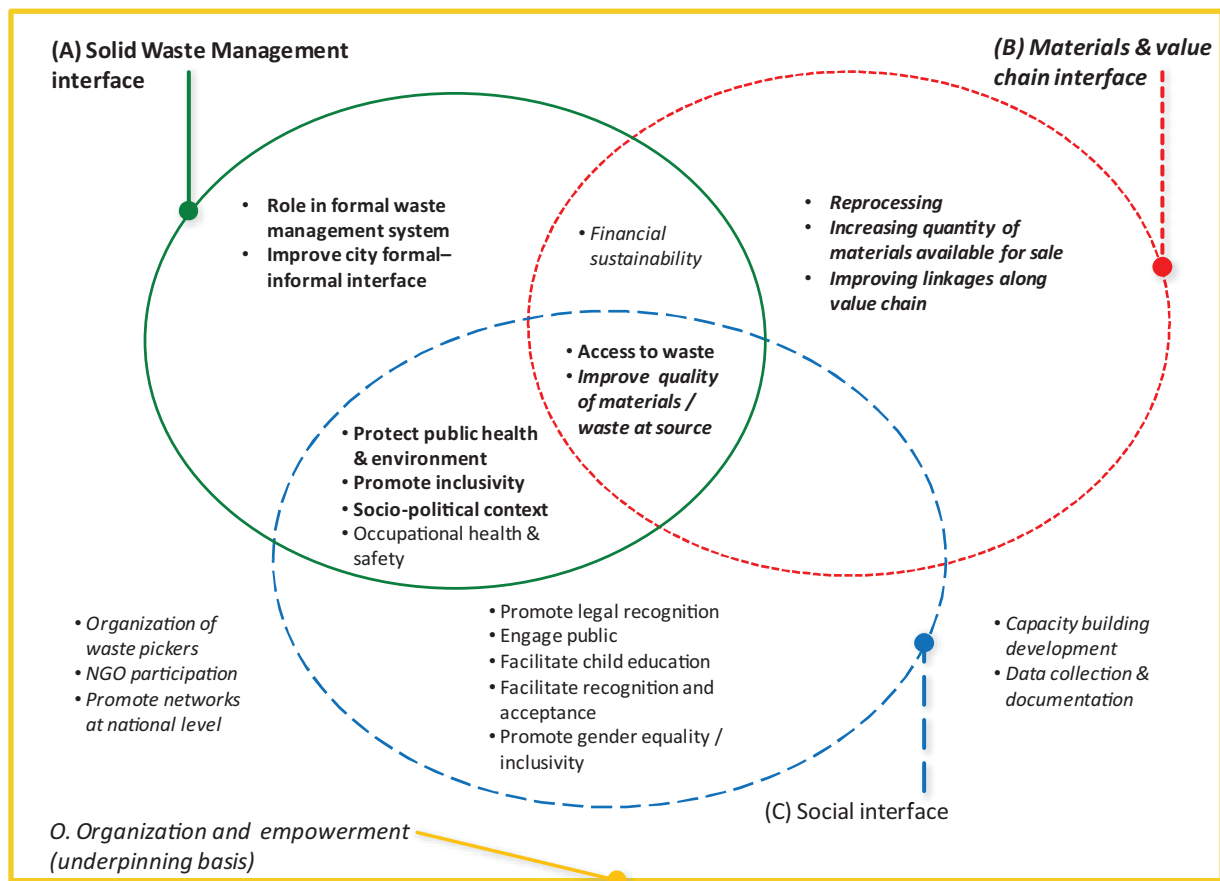 (A) Solid Waste Management
interface
(B) Materials & value
chain interface
• Role in formal waste
management system
• Improve city formal–
informal interface
• Financial
sustainability
• Reprocessing
• Increasing quantity of
materials available for sale
• Improving linkages along
value chain
• Access to waste
• Improve quality
of materials /
waste at source
• Protect public health
& environment
• Promote inclusivity
• Socio-political context
• Occupational health &
safety
• Organization of
waste pickers
• NGO participation
• Promote networks
at national level
• Promote legal recognition
• Engage public
• Facilitate child education
• Facilitate recognition and
acceptance
• Promote gender equality /
inclusivity
• Capacity building
development
• Data collection &
documentation
(C) Social interface
O. Organization and empowerment
(underpinning basis)